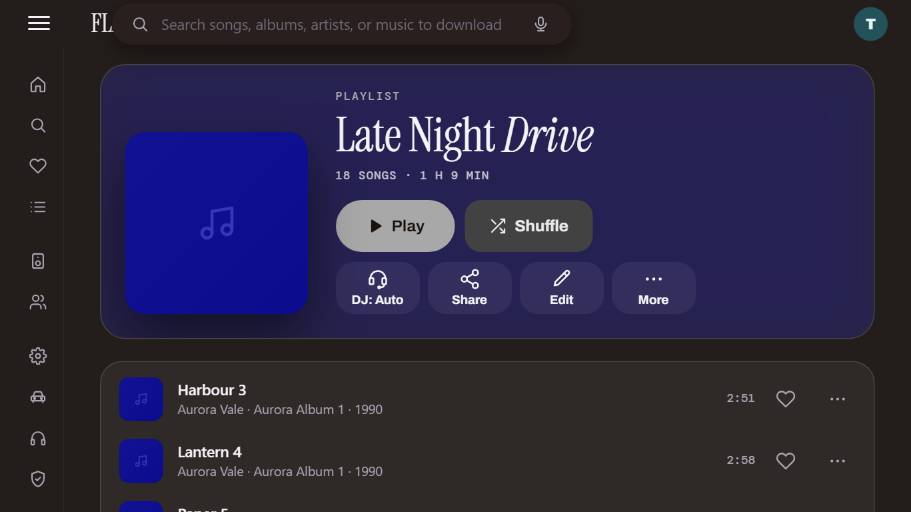 FL
Search songs, albums, artists, or music to download
T
PLAYLIST
Late Night Drive
18 SONGS · 1 H 9 MIN
Play
Shuffle
DJ: Auto
Share
Edit
More
Harbour 3
Aurora Vale · Aurora Album 1 · 1990
2:51
Lantern 4
Aurora Vale · Aurora Album 1 · 1990
2:58